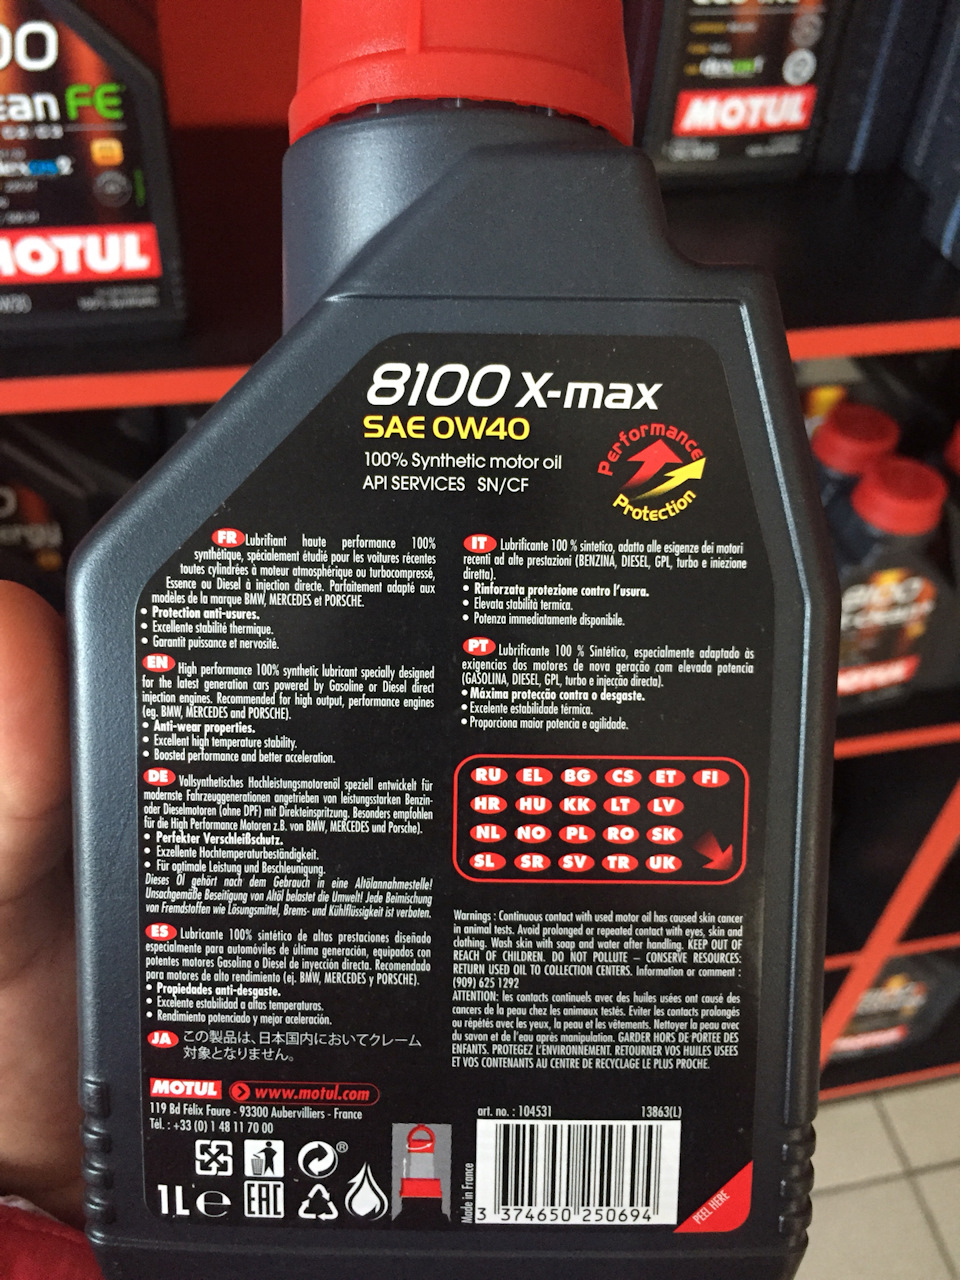 00
ean FE
MOTUL
MOTUL
8100 X-max
SAE 0W40
100% Synthetic motor oil
API SERVICES SN/CF
Performance
Protection
FR Lubrifiant haute performance 100%
synthétique, spécialement étudié pour les voitures récentes
toutes cylindrées à moteur atmosphérique ou turbocompressé,
Essence ou Diesel à injection directe. Parfaitement adapté aux
modèles de la marque BMW, MERCEDES et PORSCHE.
• Protection anti-usures.
• Excellente stabilité thermique.
• Garantit puissance et nervosité.
EN High performance 100% synthetic lubricant specially designed
for the latest generation cars powered by Gasoline or Diesel direct
injection engines. Recommended for high output, performance engines
(eg. BMW, MERCEDES and PORSCHE).
• Anti-wear properties.
• Excellent high temperature stability.
• Boosted performance and better acceleration.
DE Vollsynthetisches Hochleistungsmotorenöl speziell entwickelt für
modernste Fahrzeuggenerationen angetrieben von leistungsstarken Benzin-
oder Dieselmotoren (ohne DPF) mit Direkteinspritzung. Besonders empfohlen
für die High Performance Motoren z.B. von BMW, MERCEDES und Porsche).
• Perfekter Verschleißschutz.
• Exzellente Hochtemperaturbeständigkeit.
• Für optimale Leistung und Beschleunigung.
Dieses Öl gehört nach dem Gebrauch in eine Altölannahmestelle!
Unsachgemäße Beseitigung von Altöl belastet die Umwelt! Jede Beimischung
von Fremdstoffen wie Lösungsmittel, Brems- und Kühlflüssigkeit ist verboten.
ES Lubricante 100% sintético de altas prestaciones diseñado
especialmente para automóviles de última generación, equipados con
potentes motores Gasolina o Diesel de inyección directa. Recomendado
para motores de alto rendimiento (ej. BMW, MERCEDES y PORSCHE).
• Propiedades anti-desgaste.
• Excelente estabilidad a altas temperaturas.
• Rendimiento potenciado y mejor aceleración.
JA この製品は、日本国内においてクレーム
対象となりません。
IT Lubrificante 100 % sintetico, adatto alle esigenze dei motori
recenti ad alte prestazioni (BENZINA, DIESEL, GPL, turbo e iniezione
diretta).
• Rinforzata protezione contro l'usura.
• Elevata stabilità termica.
• Potenza immediatamente disponibile.
PT Lubrificante 100 % Sintético, especialmente adaptado às
exigencias dos motores de nova geração com elevada potencia
(GASOLINA, DIESEL, GPL, turbo e injecção directa).
• Máxima protecção contra o desgaste.
• Excelente estabilidade térmica.
• Proporciona maior potencia e agilidade.
RU EL BG CS ET FI
HR HU KK LT LV
NL NO PL RO SK
SL SR SV TR UK
Warnings : Continuous contact with used motor oil has caused skin cancer
in animal tests. Avoid prolonged or repeated contact with eyes, skin and
clothing. Wash skin with soap and water after handling. KEEP OUT OF
REACH OF CHILDREN. DO NOT POLLUTE – CONSERVE RESOURCES:
RETURN USED OIL TO COLLECTION CENTERS. Information or comment :
(909) 625 1292
ATTENTION: les contacts continuels avec des huiles usées ont causé des
cancers de la peau chez les animaux testés. Eviter les contacts prolongés
ou répétés avec les yeux, la peau et les vêtements. Nettoyer la peau avec
du savon et de l'eau après manipulation. GARDER HORS DE PORTEE DES
ENFANTS. PROTEGEZ L'ENVIRONNEMENT. RETOURNER VOS HUILES USEES
ET VOS CONTENANTS AU CENTRE DE RECYCLAGE LE PLUS PROCHE.
MOTUL www.motul.com
119 Bd Félix Faure - 93300 Aubervilliers - France
Tél. : +33 (0) 1 48 11 70 00
®
1L e EAC
art. no. : 104531 13863(L)
Made in France
3 374650 250694
PEEL HERE